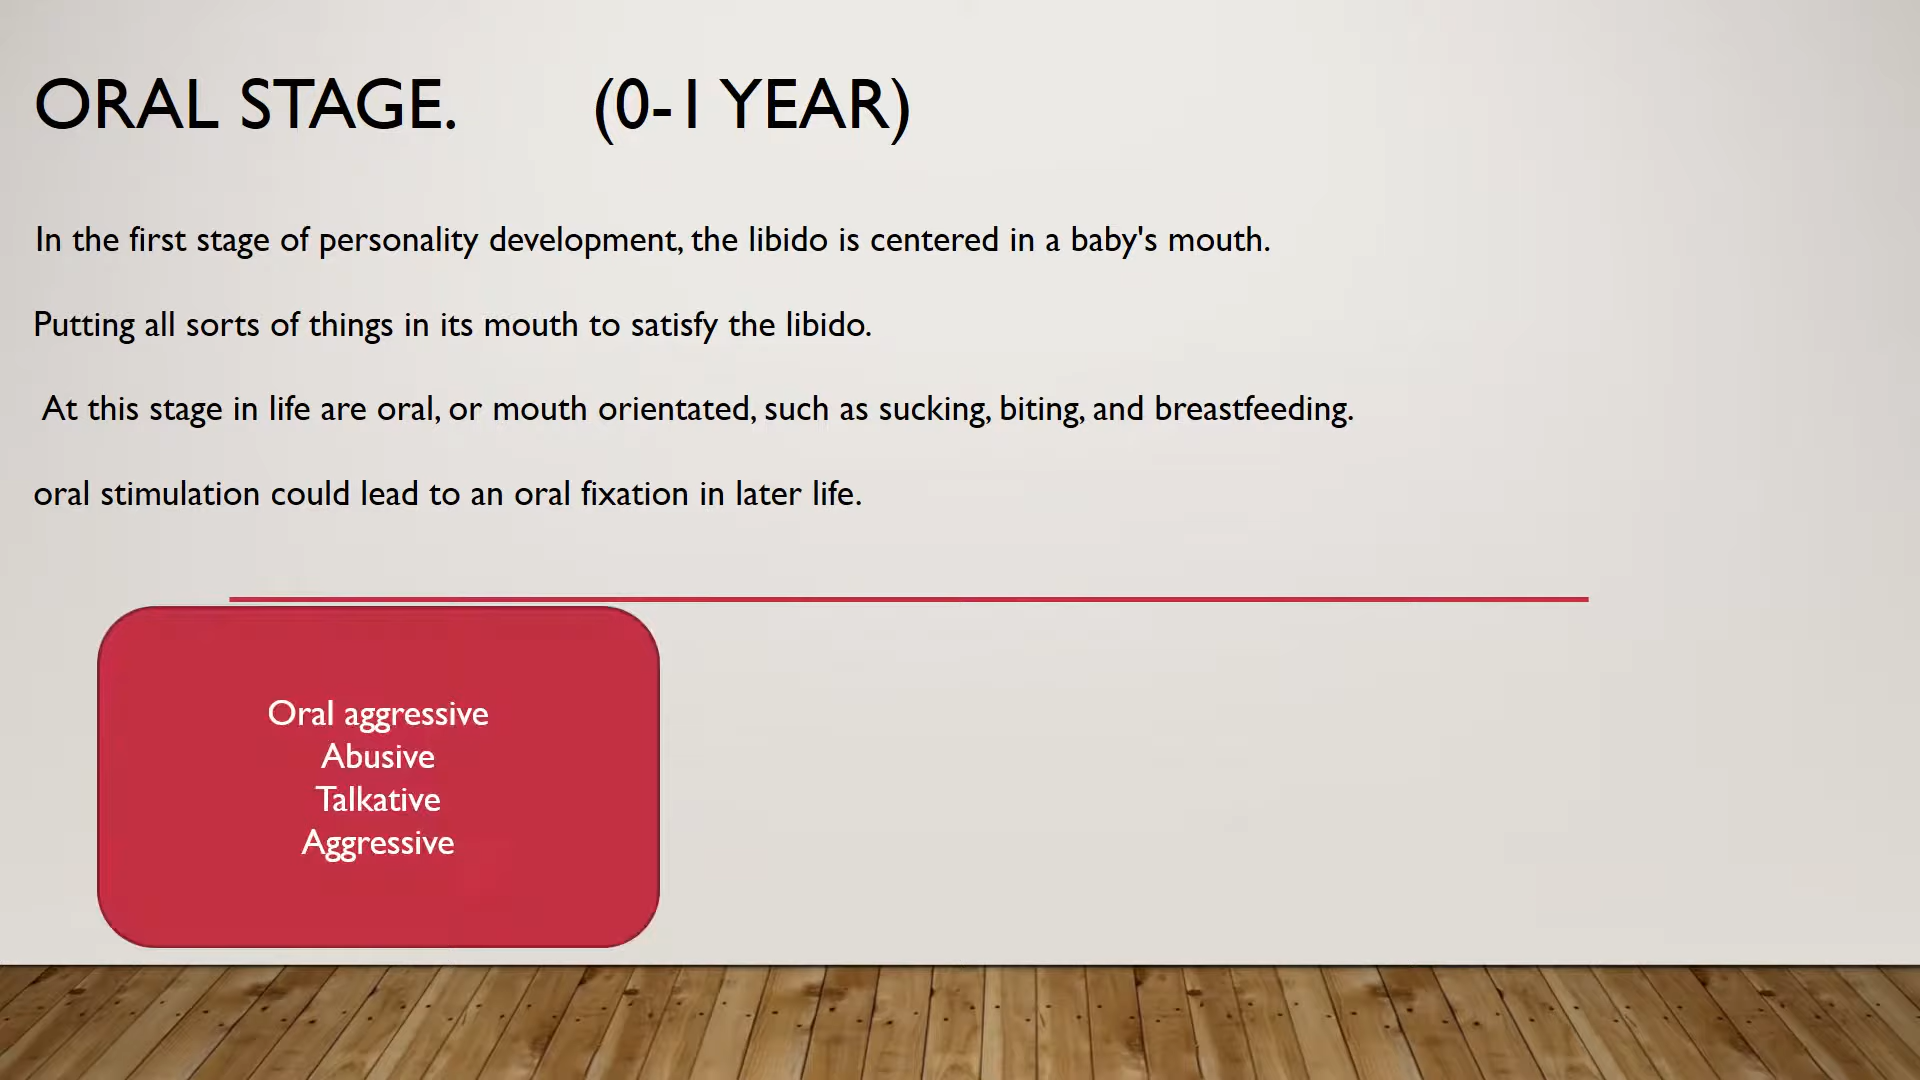 ORAL STAGE. (0-1 YEAR)
In the first stage of personality development, the libido is centered in a baby's mouth.
Putting all sorts of things in its mouth to satisfy the libido.
At this stage in life are oral, or mouth orientated, such as sucking, biting, and breastfeeding.
oral stimulation could lead to an oral fixation in later life.
Oral aggressive
Abusive
Talkative
Aggressive